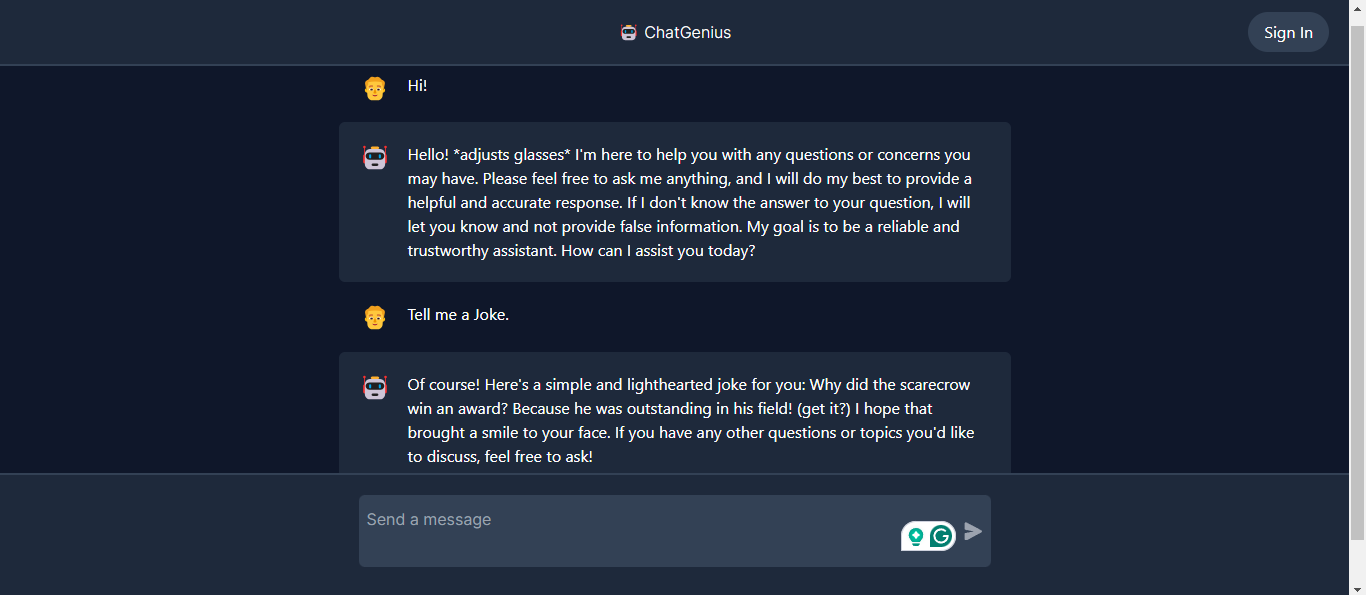 ChatGenius
Sign In
Hi!
Hello! *adjusts glasses* I'm here to help you with any questions or concerns you
may have. Please feel free to ask me anything, and I will do my best to provide a
helpful and accurate response. If I don't know the answer to your question, I will
let you know and not provide false information. My goal is to be a reliable and
trustworthy assistant. How can I assist you today?
Tell me a Joke.
Of course! Here's a simple and lighthearted joke for you: Why did the scarecrow
win an award? Because he was outstanding in his field! (get it?) I hope that
brought a smile to your face. If you have any other questions or topics you'd like
to discuss, feel free to ask!
Send a message